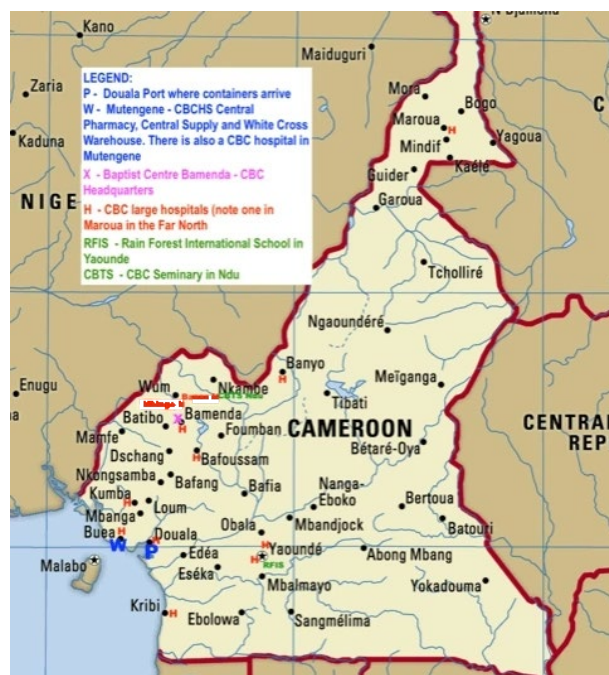 N'Djamena
Kano
Maiduguri
Zaria
Kaduna
LEGEND:
P - Douala Port where containers arrive
W - Mutengene - CBCHS Central
Pharmacy, Central Supply and White Cross
Warehouse. There is also a CBC hospital in
Mutengene
X - Baptist Centre Bamenda - CBC
Headquarters
H - CBC large hospitals (note one in
Maroua in the Far North
RFIS - Rain Forest International School in
Yaounde
CBTS - CBC Seminary in Ndu
Mora
Bogo
Maroua
H
Yagoua
Mindif
Kaélé
Guider
NIGE
Garoua
C
Tcholliré
Ngaoundéré
Banyo
H
Meïganga
Enugu
Wum
Nkambe
CBTS Ndu
Tibati
Batibo
X
Bamenda
H
CENTRAL
REP
Mamfe
Foumban
CAMEROON
Bétaré-Oya
Dschang
Bafoussam
H
Nkongsamba
Bafang
Bafia
Nanga-
Eboko
Bertoua
Kumba
H
Loum
Mbanga
Obala
Mbandjock
Batouri
Buea
H
Douala
H
W
P
H
Yaoundé
H
RFIS
Malabo
Edéa
Abong Mbang
Eséka
Mbalmayo
Yokadouma
Kribi
H
Ebolowa
Sangmélima